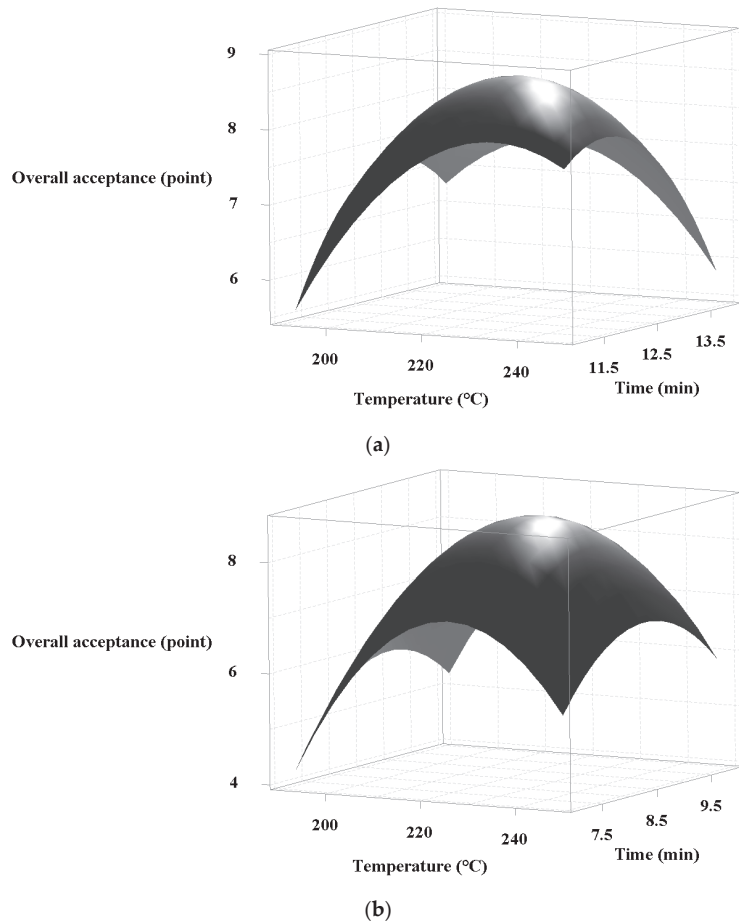 9
8
Overall acceptance (point)
7
6
200
220
240
11.5
12.5
13.5
Temperature (°C)
Time (min)
(a)
8
Overall acceptance (point)
6
4
200
220
240
7.5
8.5
9.5
Temperature (°C)
Time (min)
(b)